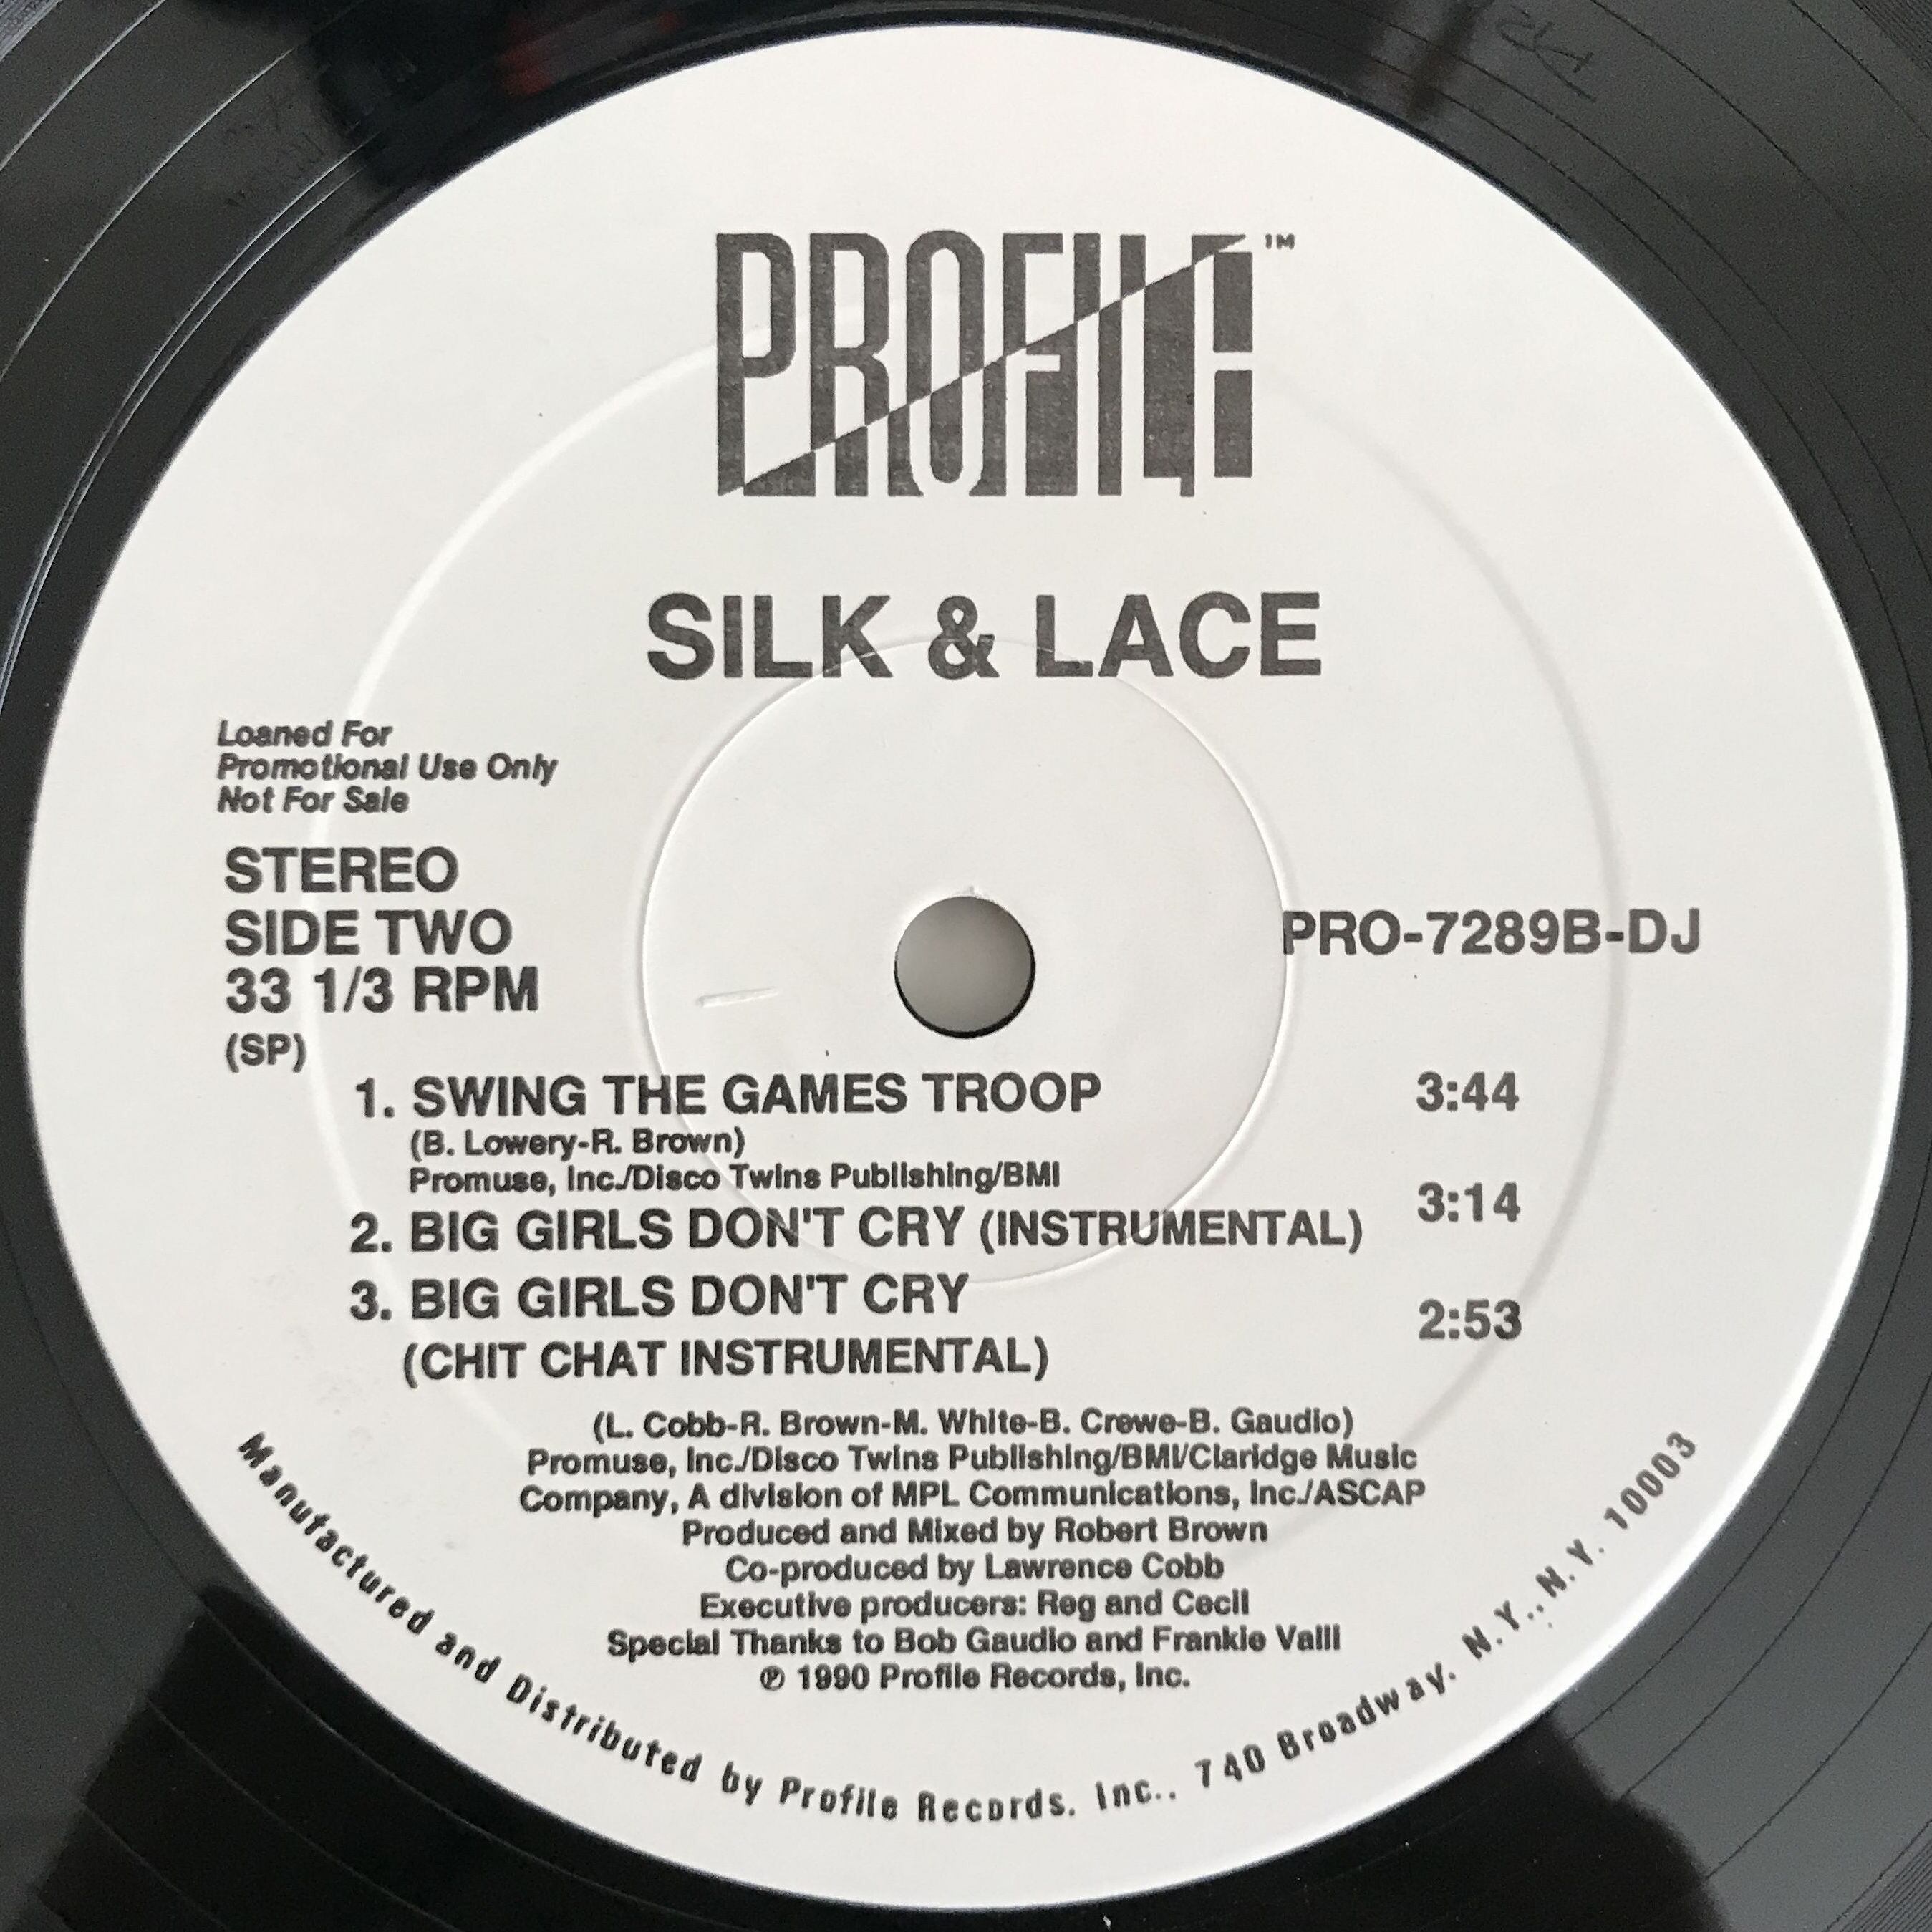 PROFILE™
SILK & LACE
Loaned For
Promotional Use Only
Not For Sale
STEREO
SIDE TWO
33 1/3 RPM
(SP)
PRO-7289B-DJ
1. SWING THE GAMES TROOP 3:44
(B. Lowery-R. Brown)
Promuse, Inc./Disco Twins Publishing/BMI
2. BIG GIRLS DON'T CRY (INSTRUMENTAL) 3:14
3. BIG GIRLS DON'T CRY 2:53
(CHIT CHAT INSTRUMENTAL)
(L. Cobb-R. Brown-M. White-B. Crewe-B. Gaudio)
Promuse, Inc./Disco Twins Publishing/BMI/Claridge Music
Company, A division of MPL Communications, Inc./ASCAP
Produced and Mixed by Robert Brown
Co-produced by Lawrence Cobb
Executive producers: Reg and Cecil
Special Thanks to Bob Gaudio and Frankie Valli
℗ 1990 Profile Records, Inc.
Manufactured and Distributed by Profile Records, Inc., 740 Broadway, N.Y., N.Y. 10003